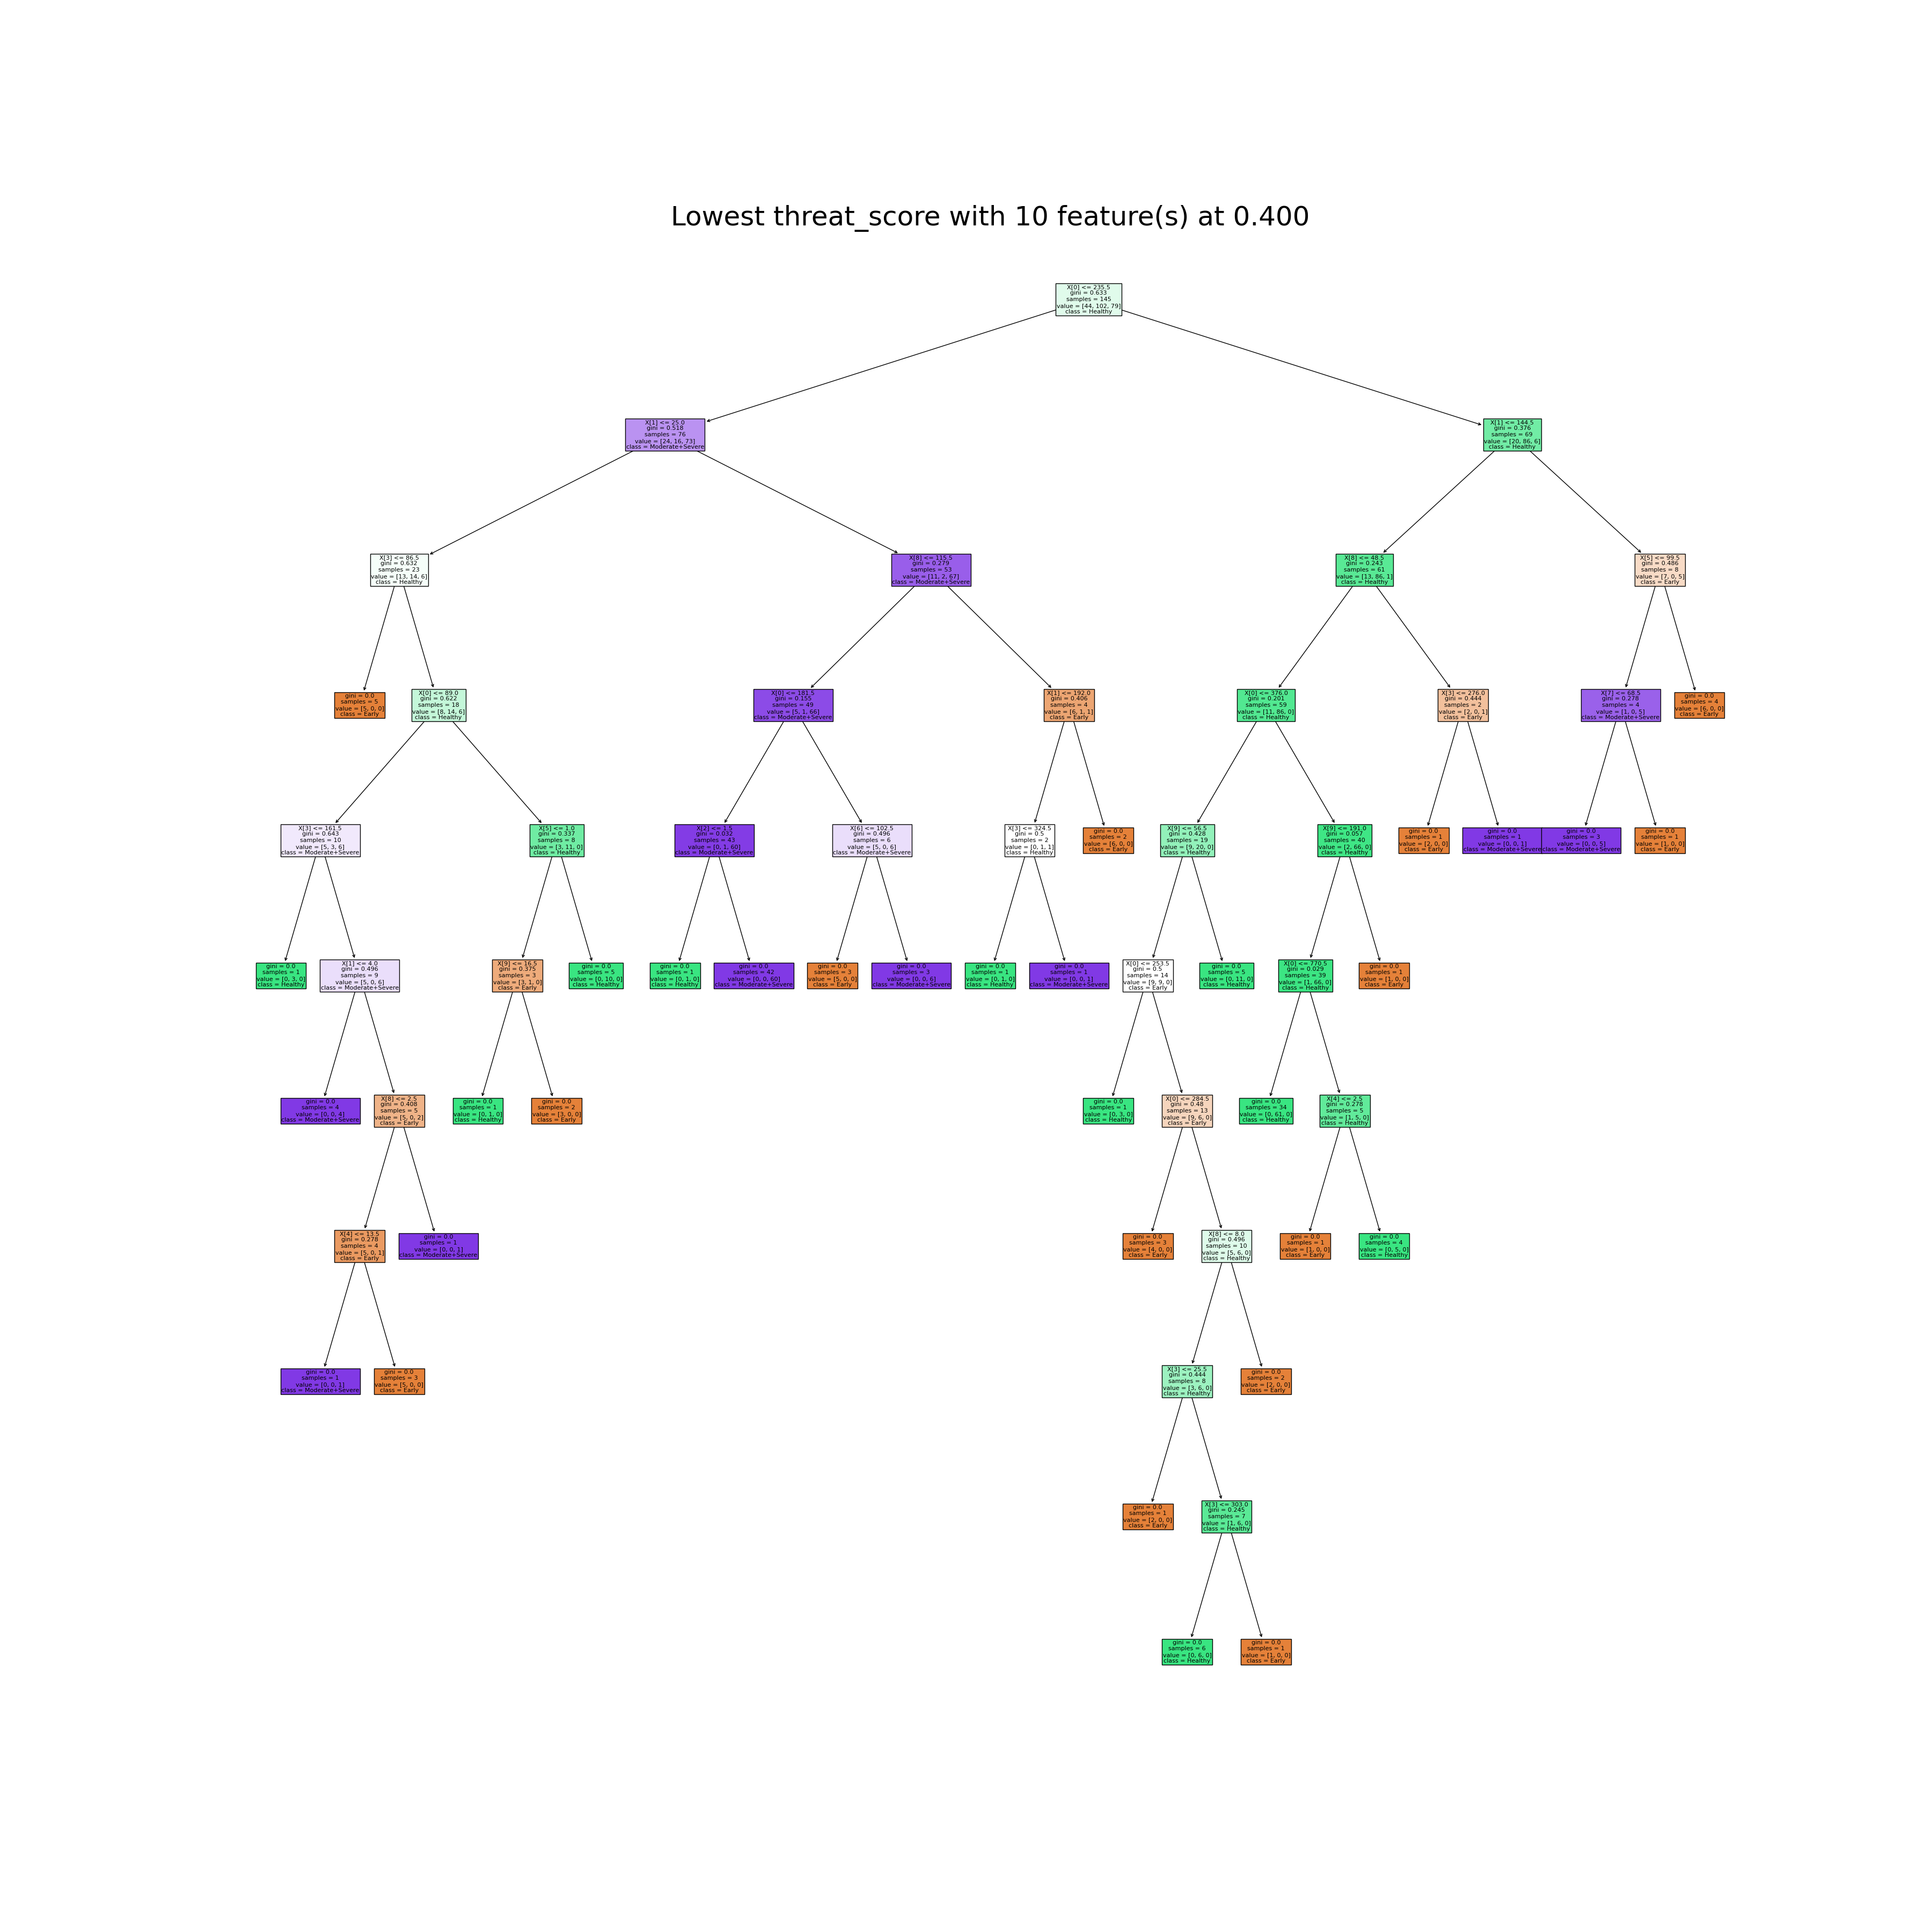 Lowest threat_score with 10 feature(s) at 0.400
X[0] <= 235.5
gini = 0.633
samples = 145
value = [44, 102, 79]
class = Healthy
X[1] <= 25.0
gini = 0.518
samples = 76
value = [24, 16, 73]
class = Moderate+Severe
X[1] <= 144.5
gini = 0.376
samples = 69
value = [20, 86, 6]
class = Healthy
X[3] <= 86.5
gini = 0.632
samples = 23
value = [13, 14, 6]
class = Healthy
X[8] <= 115.5
gini = 0.279
samples = 53
value = [11, 2, 67]
class = Moderate+Severe
X[8] <= 48.5
gini = 0.243
samples = 61
value = [13, 86, 1]
class = Healthy
X[5] <= 99.5
gini = 0.486
samples = 8
value = [7, 0, 5]
class = Early
gini = 0.0
samples = 5
value = [5, 0, 0]
class = Early
X[0] <= 89.0
gini = 0.622
samples = 18
value = [8, 14, 6]
class = Healthy
X[0] <= 181.5
gini = 0.155
samples = 49
value = [5, 1, 66]
class = Moderate+Severe
X[1] <= 192.0
gini = 0.406
samples = 4
value = [6, 1, 1]
class = Early
X[0] <= 376.0
gini = 0.201
samples = 59
value = [11, 86, 0]
class = Healthy
X[3] <= 276.0
gini = 0.444
samples = 2
value = [2, 0, 1]
class = Early
X[7] <= 68.5
gini = 0.278
samples = 4
value = [1, 0, 5]
class = Moderate+Severe
gini = 0.0
samples = 4
value = [6, 0, 0]
class = Early
X[3] <= 161.5
gini = 0.643
samples = 10
value = [5, 3, 6]
class = Moderate+Severe
X[5] <= 1.0
gini = 0.337
samples = 8
value = [3, 11, 0]
class = Healthy
X[2] <= 1.5
gini = 0.032
samples = 43
value = [0, 1, 60]
class = Moderate+Severe
X[6] <= 102.5
gini = 0.496
samples = 6
value = [5, 0, 6]
class = Moderate+Severe
X[3] <= 324.5
gini = 0.5
samples = 2
value = [0, 1, 1]
class = Healthy
gini = 0.0
samples = 2
value = [6, 0, 0]
class = Early
X[9] <= 56.5
gini = 0.428
samples = 19
value = [9, 20, 0]
class = Healthy
X[9] <= 191.0
gini = 0.057
samples = 40
value = [2, 66, 0]
class = Healthy
gini = 0.0
samples = 1
value = [2, 0, 0]
class = Early
gini = 0.0
samples = 1
value = [0, 0, 1]
class = Moderate+Severe
gini = 0.0
samples = 3
value = [0, 0, 5]
class = Moderate+Severe
gini = 0.0
samples = 1
value = [1, 0, 0]
class = Early
gini = 0.0
samples = 1
value = [0, 3, 0]
class = Healthy
X[1] <= 4.0
gini = 0.496
samples = 9
value = [5, 0, 6]
class = Moderate+Severe
X[9] <= 16.5
gini = 0.375
samples = 3
value = [3, 1, 0]
class = Early
gini = 0.0
samples = 5
value = [0, 10, 0]
class = Healthy
gini = 0.0
samples = 1
value = [0, 1, 0]
class = Healthy
gini = 0.0
samples = 42
value = [0, 0, 60]
class = Moderate+Severe
gini = 0.0
samples = 3
value = [5, 0, 0]
class = Early
gini = 0.0
samples = 3
value = [0, 0, 6]
class = Moderate+Severe
gini = 0.0
samples = 1
value = [0, 1, 0]
class = Healthy
gini = 0.0
samples = 1
value = [0, 0, 1]
class = Moderate+Severe
X[0] <= 253.5
gini = 0.5
samples = 14
value = [9, 9, 0]
class = Early
gini = 0.0
samples = 5
value = [0, 11, 0]
class = Healthy
X[0] <= 770.5
gini = 0.029
samples = 39
value = [1, 66, 0]
class = Healthy
gini = 0.0
samples = 1
value = [1, 0, 0]
class = Early
gini = 0.0
samples = 4
value = [0, 0, 4]
class = Moderate+Severe
X[8] <= 2.5
gini = 0.408
samples = 5
value = [5, 0, 2]
class = Early
gini = 0.0
samples = 1
value = [0, 1, 0]
class = Healthy
gini = 0.0
samples = 2
value = [3, 0, 0]
class = Early
gini = 0.0
samples = 1
value = [0, 3, 0]
class = Healthy
X[0] <= 284.5
gini = 0.48
samples = 13
value = [9, 6, 0]
class = Early
gini = 0.0
samples = 34
value = [0, 61, 0]
class = Healthy
X[4] <= 2.5
gini = 0.278
samples = 5
value = [1, 5, 0]
class = Healthy
X[4] <= 13.5
gini = 0.278
samples = 4
value = [5, 0, 1]
class = Early
gini = 0.0
samples = 1
value = [0, 0, 1]
class = Moderate+Severe
gini = 0.0
samples = 3
value = [4, 0, 0]
class = Early
X[8] <= 8.0
gini = 0.496
samples = 10
value = [5, 6, 0]
class = Healthy
gini = 0.0
samples = 1
value = [1, 0, 0]
class = Early
gini = 0.0
samples = 4
value = [0, 5, 0]
class = Healthy
gini = 0.0
samples = 1
value = [0, 0, 1]
class = Moderate+Severe
gini = 0.0
samples = 3
value = [5, 0, 0]
class = Early
X[3] <= 25.5
gini = 0.444
samples = 8
value = [3, 6, 0]
class = Healthy
gini = 0.0
samples = 2
value = [2, 0, 0]
class = Early
gini = 0.0
samples = 1
value = [2, 0, 0]
class = Early
X[3] <= 303.0
gini = 0.245
samples = 7
value = [1, 6, 0]
class = Healthy
gini = 0.0
samples = 6
value = [0, 6, 0]
class = Healthy
gini = 0.0
samples = 1
value = [1, 0, 0]
class = Early